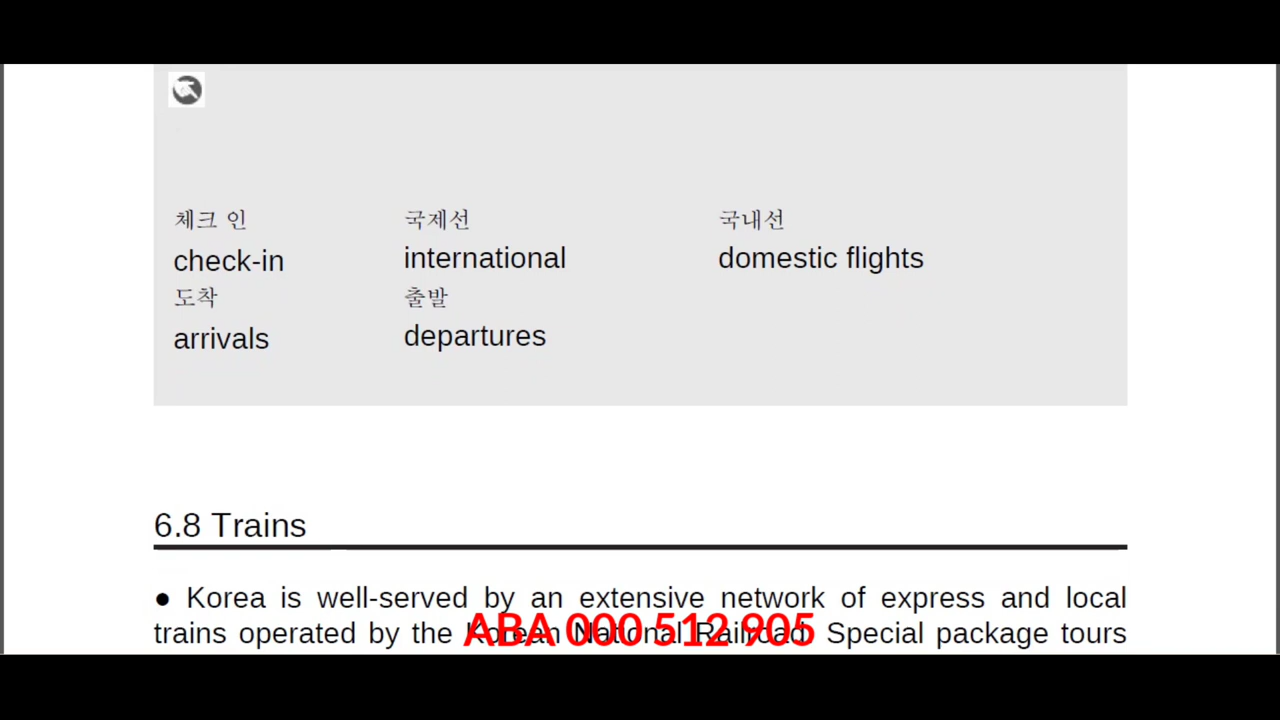 체크 인 국제선 국내선
check-in international domestic flights
도착 출발
arrivals departures
6.8 Trains
● Korea is well-served by an extensive network of express and local
trains operated by the Korean National Railroad. Special package tours
ABA 000 512 905